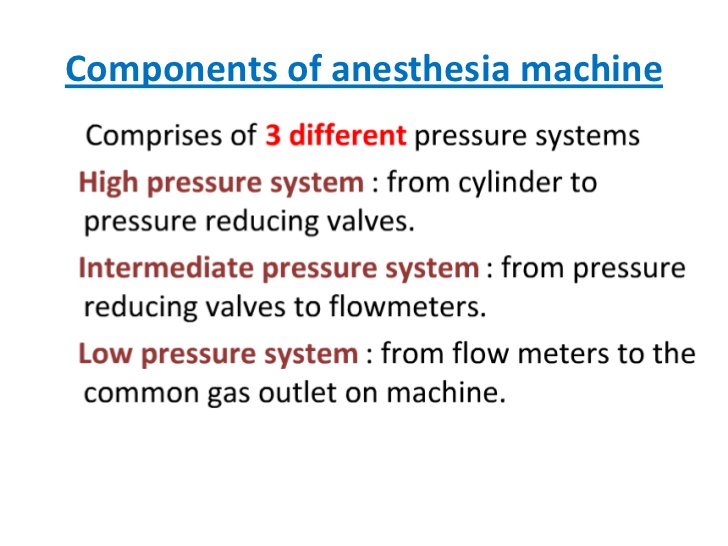 Components of anesthesia machine
Comprises of 3 different pressure systems
High pressure system : from cylinder to
pressure reducing valves.
Intermediate pressure system : from pressure
reducing valves to flowmeters.
Low pressure system : from flow meters to the
common gas outlet on machine.